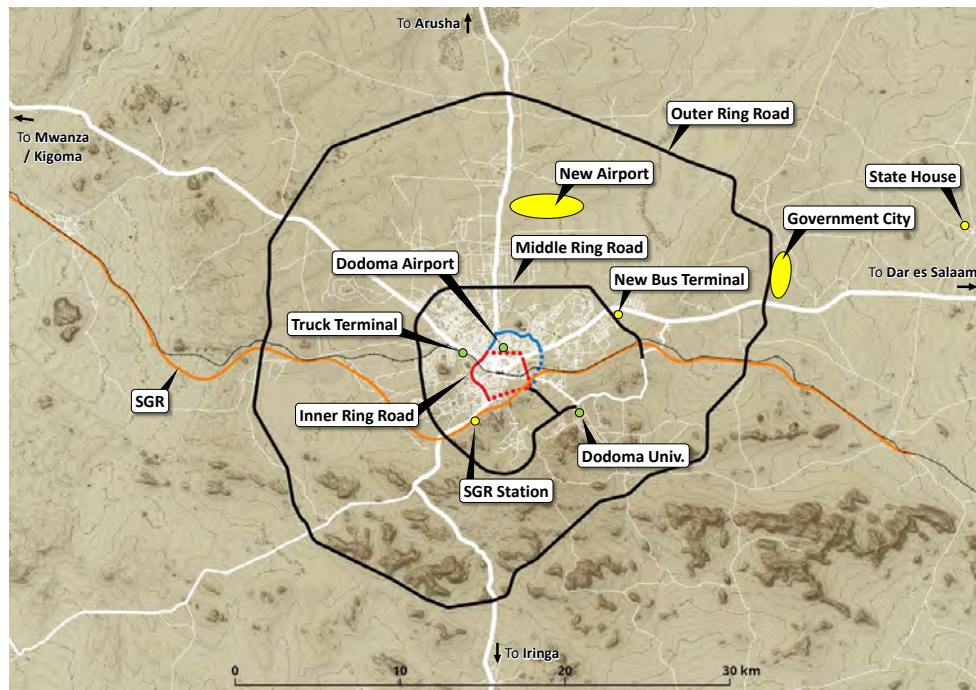 To Arusha
Outer Ring Road
To Mwanza
/ Kigoma
New Airport
State House
Government City
Middle Ring Road
Dodoma Airport
New Bus Terminal
To Dar es Salaam
Truck Terminal
SGR
Inner Ring Road
Dodoma Univ.
SGR Station
To Iringa
0 10 20 30 km